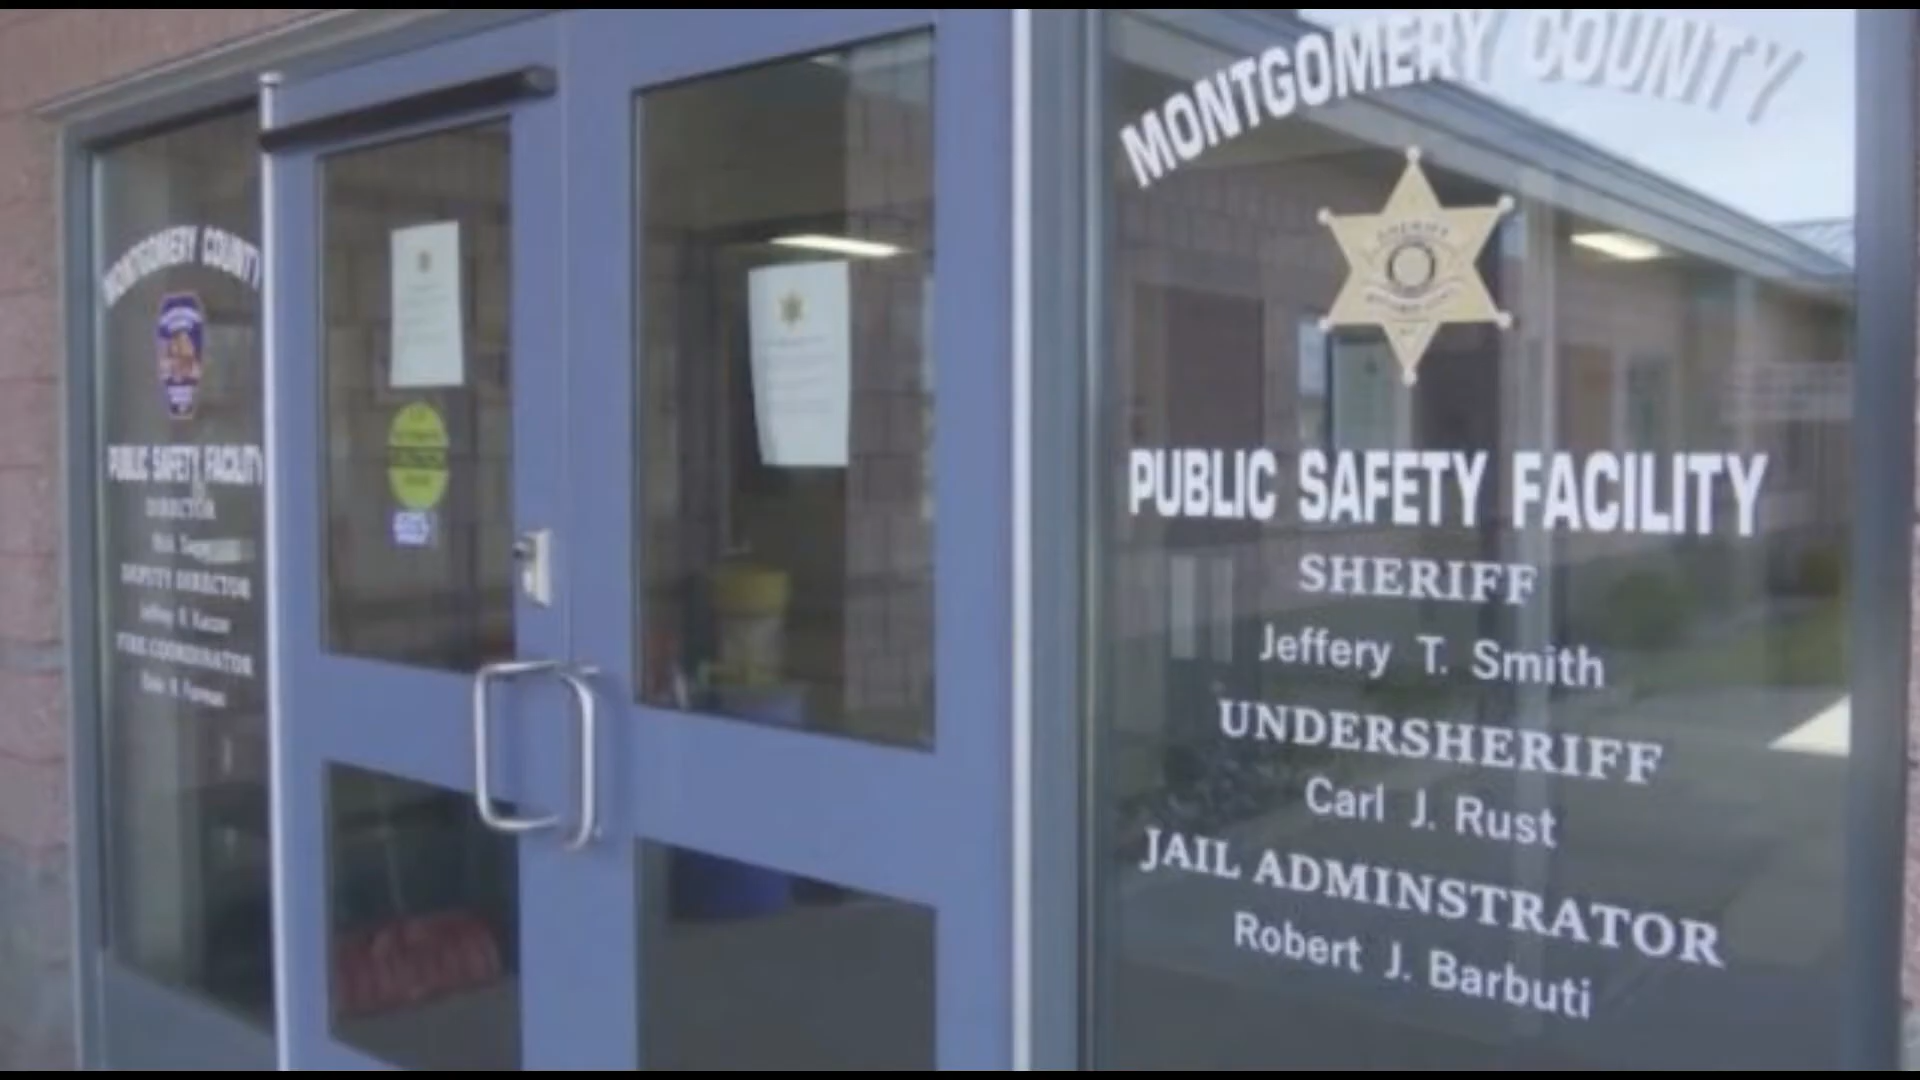 MONTGOMERY COUNTY
PUBLIC SAFETY FACILITY
DIRECTOR
DEPUTY DIRECTOR
FIRE COORDINATOR
MONTGOMERY COUNTY
SHERIFF
PUBLIC SAFETY FACILITY
SHERIFF
Jeffery T. Smith
UNDERSHERIFF
Carl J. Rust
JAIL ADMINSTRATOR
Robert J. Barbuti